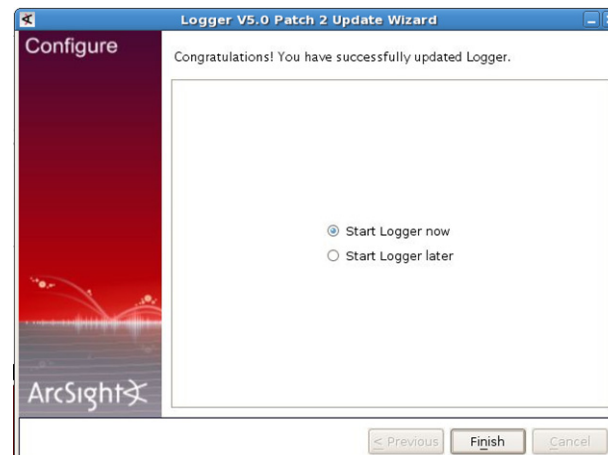 Logger V5.0 Patch 2 Update Wizard
Configure
Congratulations! You have successfully updated Logger.
Start Logger now
Start Logger later
ArcSight
< Previous
Finish
Cancel